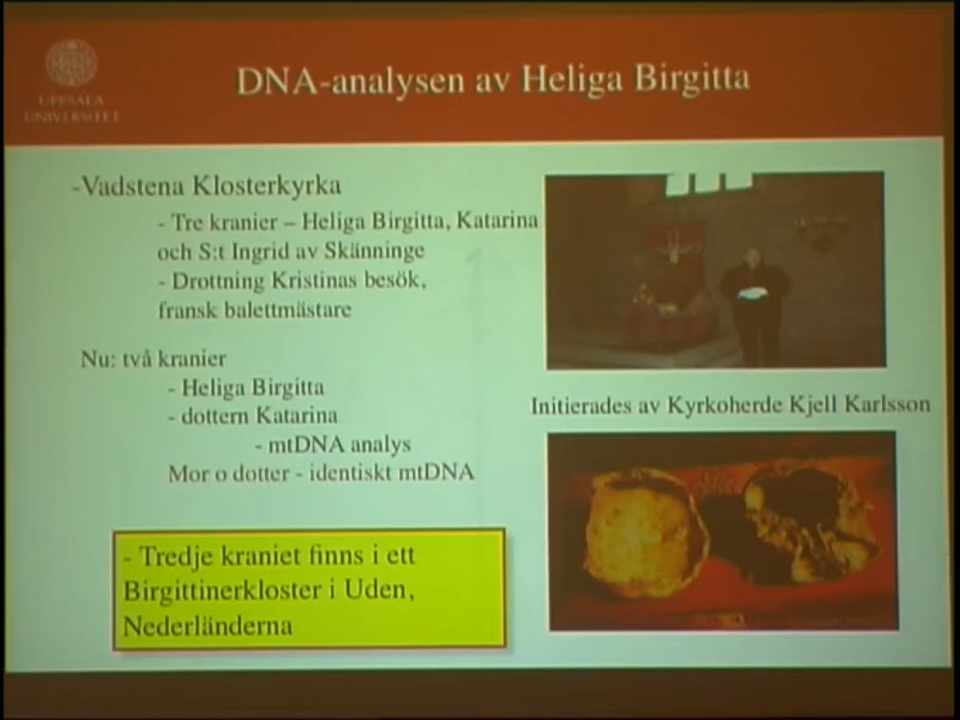 UPPSALA
UNIVERSITET
DNA-analysen av Heliga Birgitta
-Vadstena Klosterkyrka
- Tre kranier – Heliga Birgitta, Katarina
och S:t Ingrid av Skänninge
- Drottning Kristinas besök,
fransk balettmästare
Nu: två kranier
- Heliga Birgitta
- dottern Katarina
- mtDNA analys
Mor o dotter - identiskt mtDNA
- Tredje kraniet finns i ett
Birgittinerkloster i Uden,
Nederländerna
Initierades av Kyrkoherde Kjell Karlsson